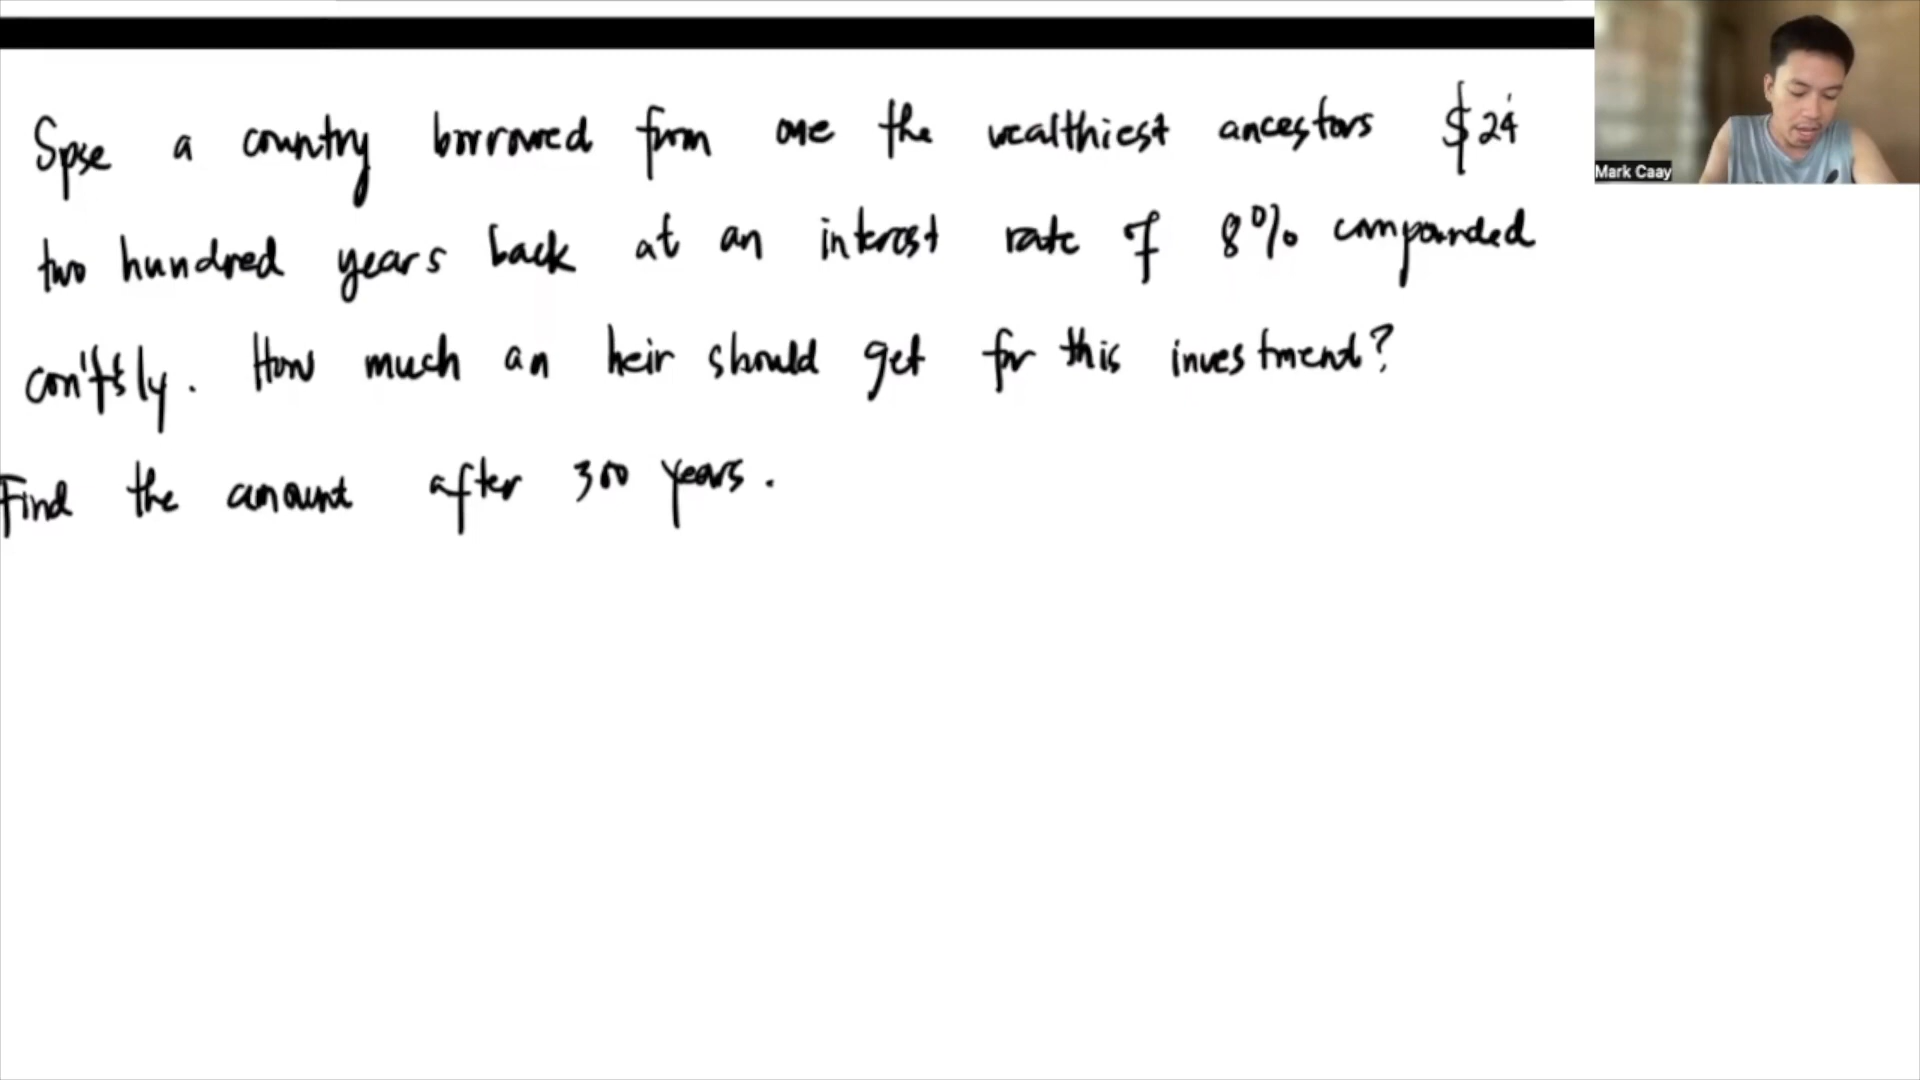 Spse a country borrowed from one the wealthiest ancestors $24
two hundred years back at an interest rate of 8% compounded
con'tsly. How much an heir should get for this investment?
Find the amount after 300 years.
Mark Caay